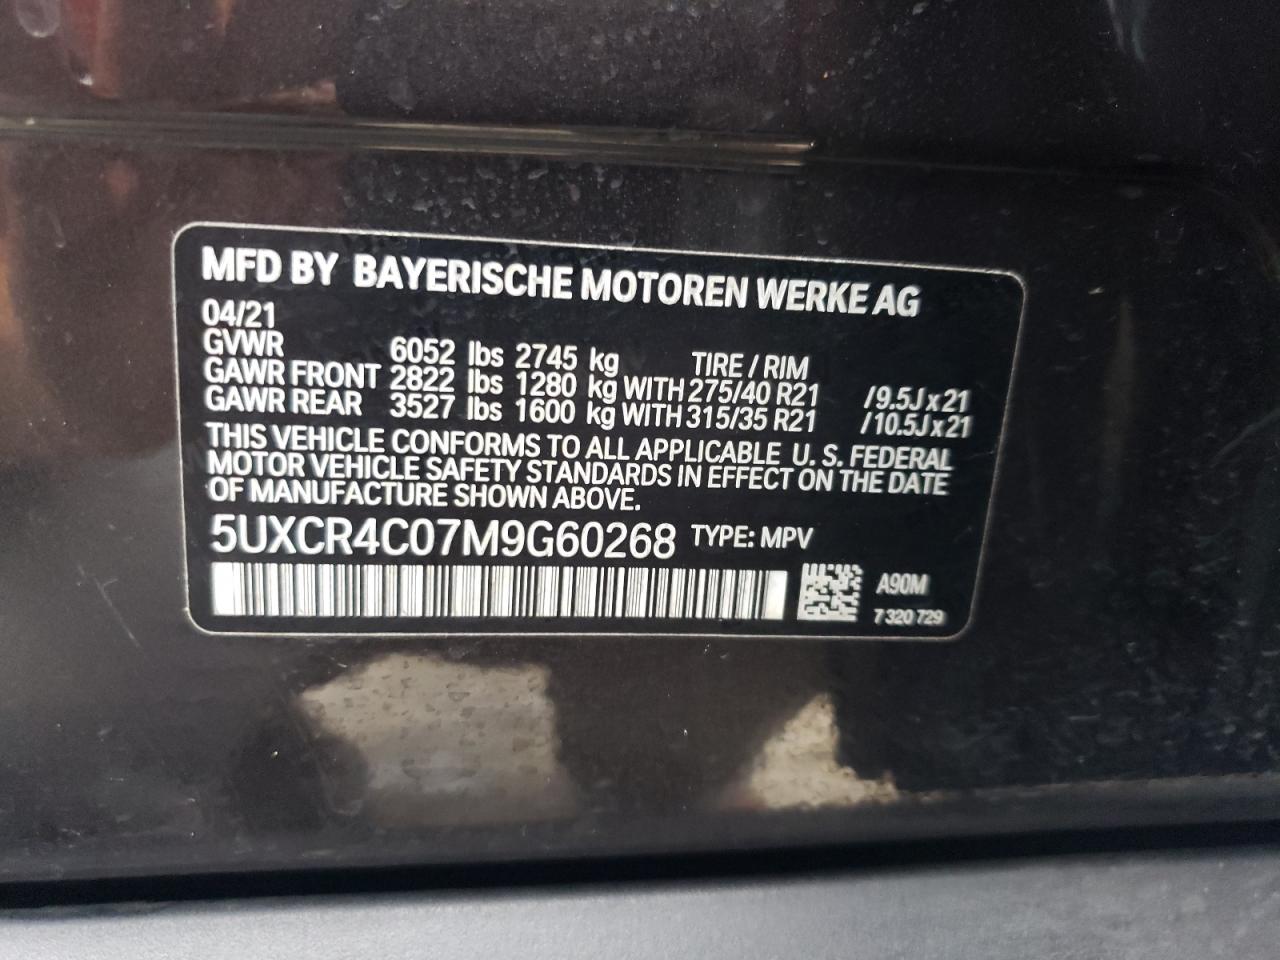 MFD BY BAYERISCHE MOTOREN WERKE AG
04/21
GVWR 6052 lbs 2745 kg TIRE / RIM
GAWR FRONT 2822 lbs 1280 kg WITH 275/40 R21 /9.5J x 21
GAWR REAR 3527 lbs 1600 kg WITH 315/35 R21 /10.5J x 21
THIS VEHICLE CONFORMS TO ALL APPLICABLE U. S. FEDERAL
MOTOR VEHICLE SAFETY STANDARDS IN EFFECT ON THE DATE
OF MANUFACTURE SHOWN ABOVE.
5UXCR4C07M9G60268 TYPE: MPV
A90M
7 320 729